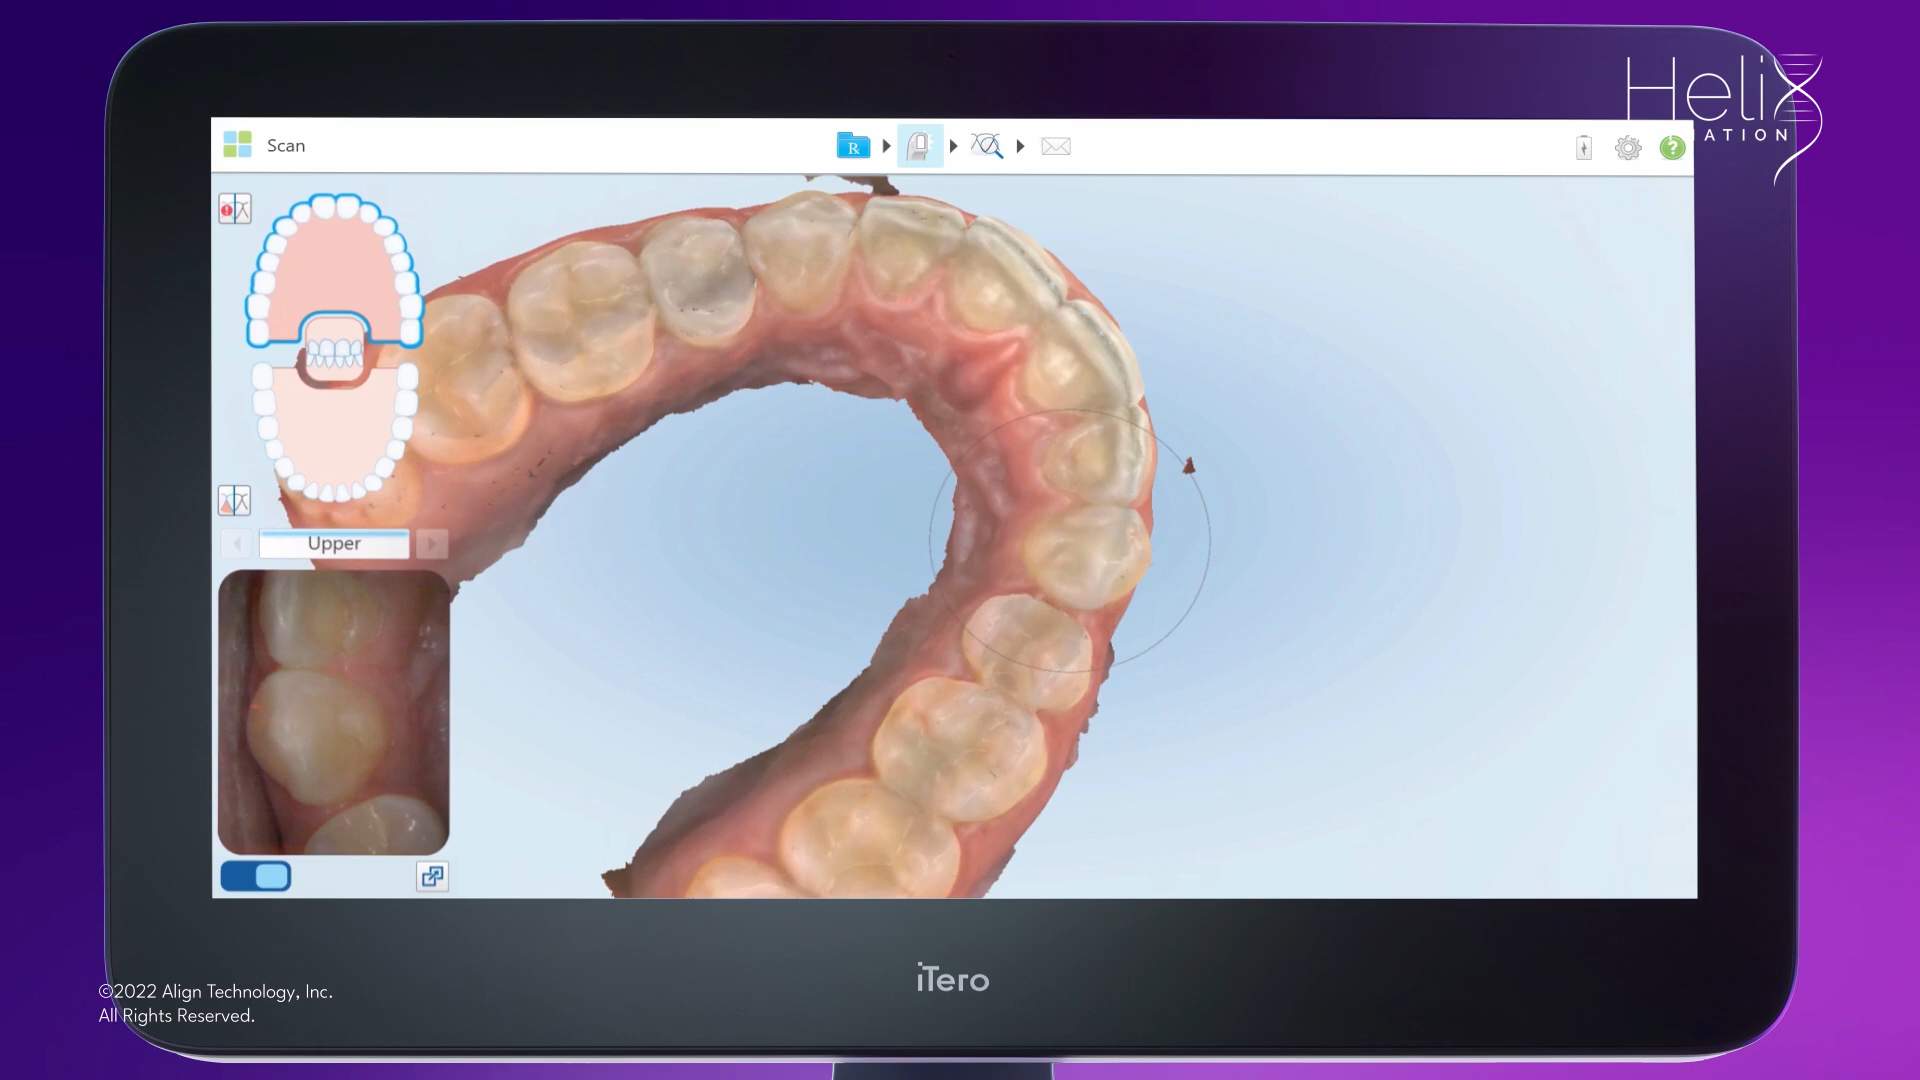 Helix
ATION
Scan
R
?
!
Upper
iTero
©2022 Align Technology, Inc.
All Rights Reserved.